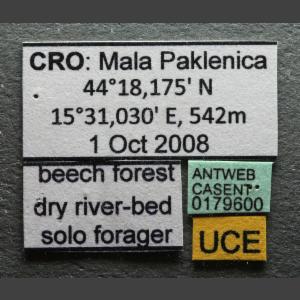 CRO: Mala Paklenica
44°18,175' N
15°31,030' E, 542m
1 Oct 2008
beech forest
dry river-bed
solo forager
ANTWEB
CASENT
0179600
UCE